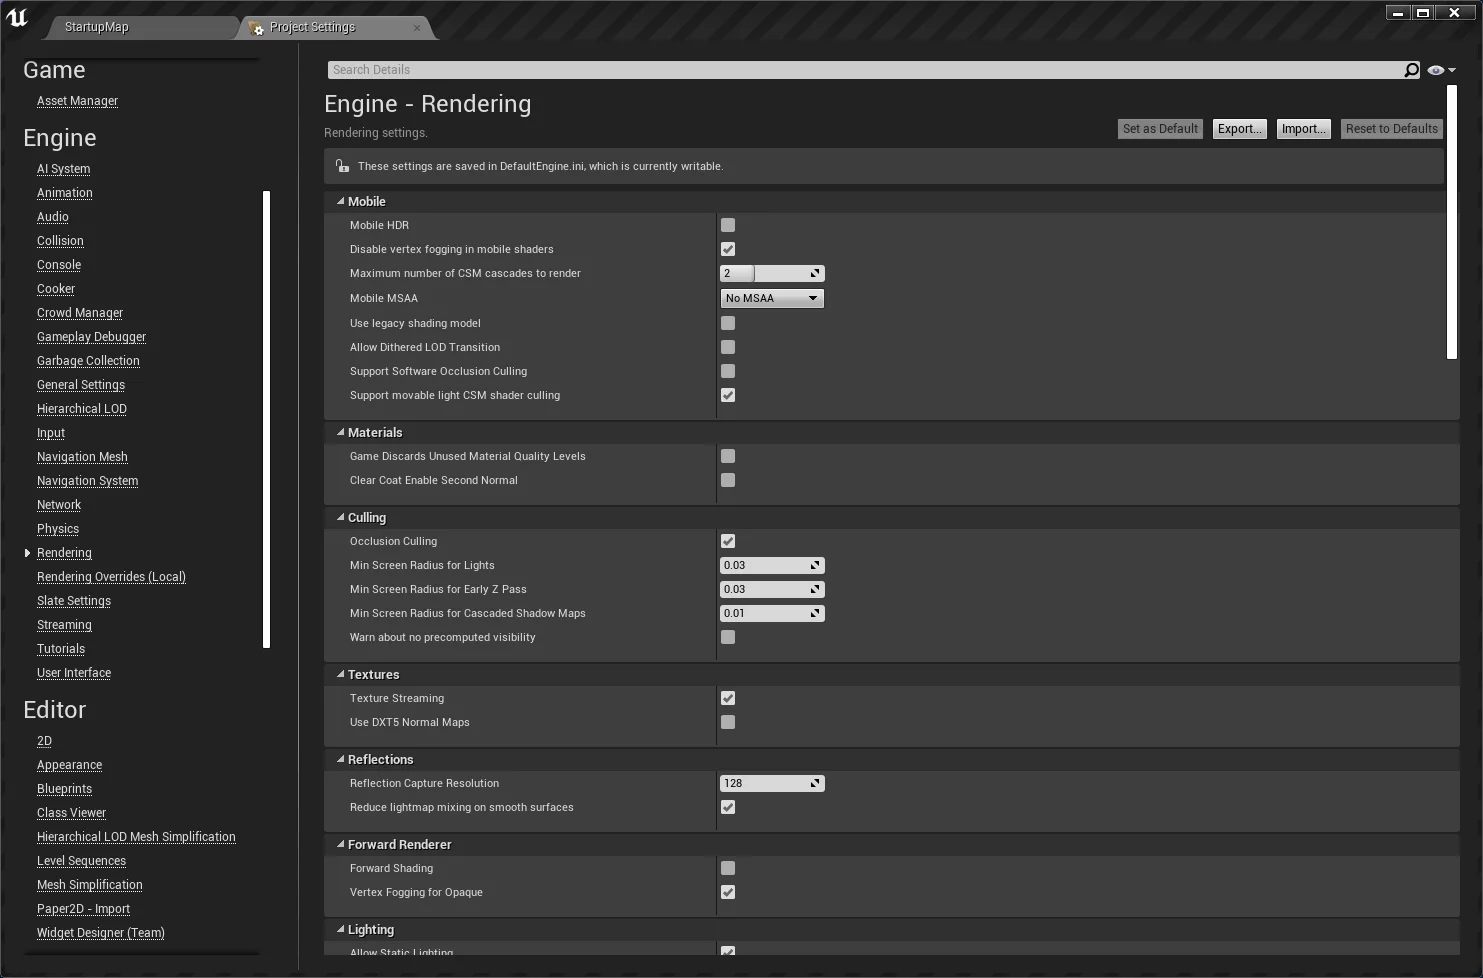 StartupMap
Project Settings
Game
Asset Manager
Engine
AI System
Animation
Audio
Collision
Console
Cooker
Crowd Manager
Gameplay Debugger
Garbage Collection
General Settings
Hierarchical LOD
Input
Navigation Mesh
Navigation System
Network
Physics
Rendering
Rendering Overrides (Local)
Slate Settings
Streaming
Tutorials
User Interface
Editor
2D
Appearance
Blueprints
Class Viewer
Hierarchical LOD Mesh Simplification
Level Sequences
Mesh Simplification
Paper2D - Import
Widget Designer (Team)
Search Details
Engine - Rendering
Rendering settings.
Set as Default
Export...
Import...
Reset to Defaults
These settings are saved in DefaultEngine.ini, which is currently writable.
Mobile
Mobile HDR
Disable vertex fogging in mobile shaders
Maximum number of CSM cascades to render 2
Mobile MSAA No MSAA
Use legacy shading model
Allow Dithered LOD Transition
Support Software Occlusion Culling
Support movable light CSM shader culling
Materials
Game Discards Unused Material Quality Levels
Clear Coat Enable Second Normal
Culling
Occlusion Culling
Min Screen Radius for Lights 0.03
Min Screen Radius for Early Z Pass 0.03
Min Screen Radius for Cascaded Shadow Maps 0.01
Warn about no precomputed visibility
Textures
Texture Streaming
Use DXT5 Normal Maps
Reflections
Reflection Capture Resolution 128
Reduce lightmap mixing on smooth surfaces
Forward Renderer
Forward Shading
Vertex Fogging for Opaque
Lighting
Allow Static Lighting